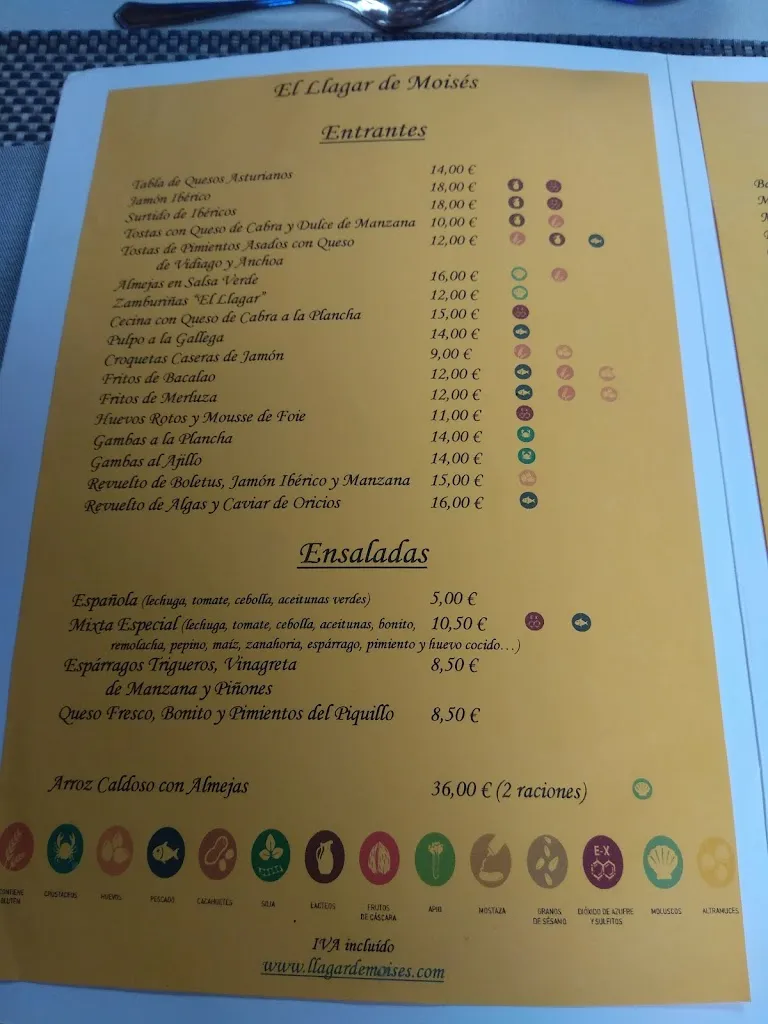 El Llagar de Moisés
Entrantes
Tabla de Quesos Asturianos 14,00 €
Jamón Ibérico 18,00 €
Surtido de Ibéricos 18,00 €
Tostas con Queso de Cabra y Dulce de Manzana 10,00 €
Tostas de Pimientos Asados con Queso 12,00 €
de Vidiago y Anchoa
Almejas en Salsa Verde 16,00 €
Zamburiñas "El Llagar" 12,00 €
Cecina con Queso de Cabra a la Plancha 15,00 €
Pulpo a la Gallega 14,00 €
Croquetas Caseras de Jamón 9,00 €
Fritos de Bacalao 12,00 €
Fritos de Merluza 12,00 €
Huevos Rotos y Mousse de Foie 11,00 €
Gambas a la Plancha 14,00 €
Gambas al Ajillo 14,00 €
Revuelto de Boletus, Jamón Ibérico y Manzana 15,00 €
Revuelto de Algas y Caviar de Oricios 16,00 €
Ensaladas
Española (lechuga, tomate, cebolla, aceitunas verdes) 5,00 €
Mixta Especial (lechuga, tomate, cebolla, aceitunas, bonito, 10,50 €
remolacha, pepino, maíz, zanahoria, espárrago, pimiento y huevo cocido…)
Espárragos Trigueros, Vinagreta 8,50 €
de Manzana y Piñones
Queso Fresco, Bonito y Pimientos del Piquillo 8,50 €
Arroz Caldoso con Almejas 36,00 € (2 raciones)
E-X
CONTIENE GLUTEN
CRUSTÁCEOS
HUEVOS
PESCADO
CACAHUETES
SOJA
LÁCTEOS
FRUTOS DE CÁSCARA
APIO
MOSTAZA
GRANOS DE SÉSAMO
DIÓXIDO DE AZUFRE Y SULFITOS
MOLUSCOS
ALTRAMUCES
IVA incluído
www.llagardemoises.com